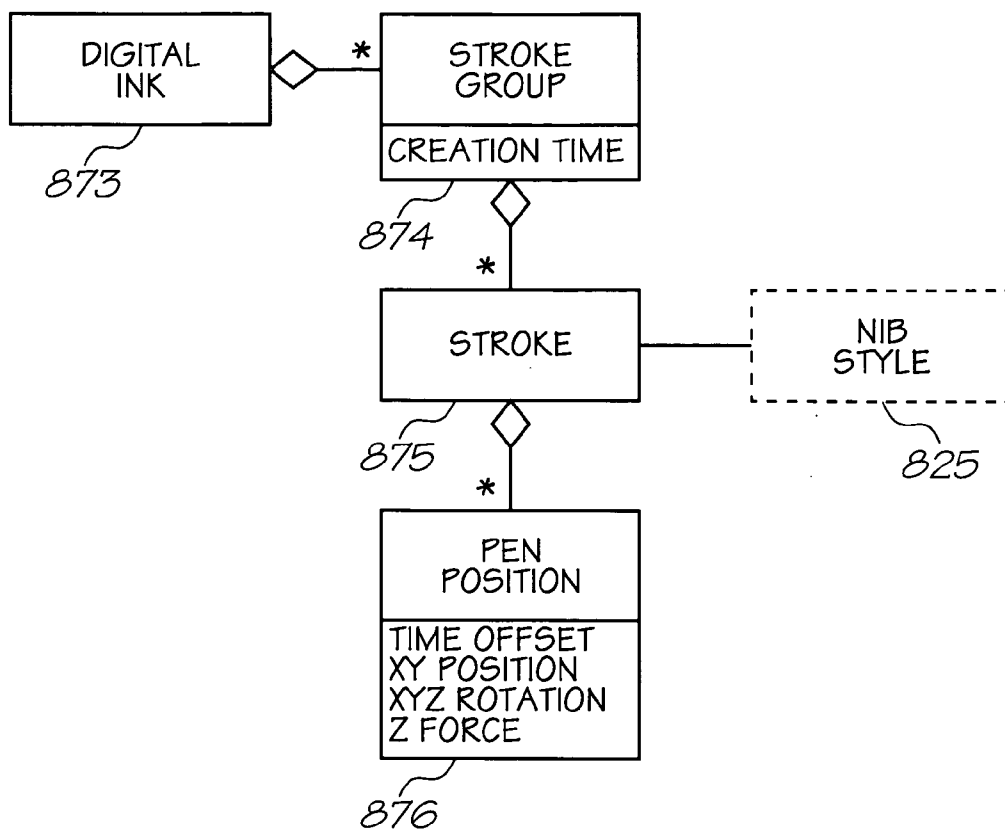 DIGITAL
INK
*
STROKE
GROUP
CREATION TIME
873
874
*
STROKE
NIB
STYLE
875
825
*
PEN
POSITION
TIME OFFSET
XY POSITION
XYZ ROTATION
Z FORCE
876